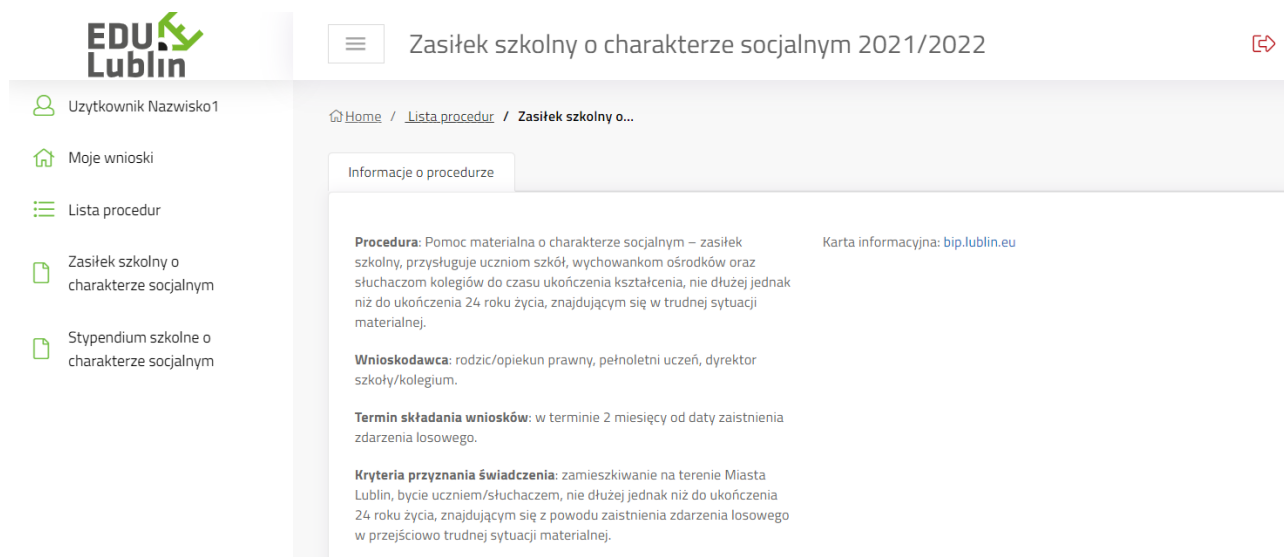 EDU
Lublin
Zasiłek szkolny o charakterze socjalnym 2021/2022
Uzytkownik Nazwisko1
Moje wnioski
Lista procedur
Zasiłek szkolny o
charakterze socjalnym
Stypendium szkolne o
charakterze socjalnym
Home / Lista procedur / Zasiłek szkolny o...
Informacje o procedurze
Procedura: Pomoc materialna o charakterze socjalnym – zasiłek
szkolny, przysługuje uczniom szkół, wychowankom ośrodków oraz
słuchaczom kolegiów do czasu ukończenia kształcenia, nie dłużej jednak
niż do ukończenia 24 roku życia, znajdującym się w trudnej sytuacji
materialnej.
Wnioskodawca: rodzic/opiekun prawny, pełnoletni uczeń, dyrektor
szkoły/kolegium.
Termin składania wniosków: w terminie 2 miesięcy od daty zaistnienia
zdarzenia losowego.
Kryteria przyznania świadczenia: zamieszkiwanie na terenie Miasta
Lublin, bycie uczniem/słuchaczem, nie dłużej jednak niż do ukończenia
24 roku życia, znajdującym się z powodu zaistnienia zdarzenia losowego
w przejściowo trudnej sytuacji materialnej.
Karta informacyjna: bip.lublin.eu